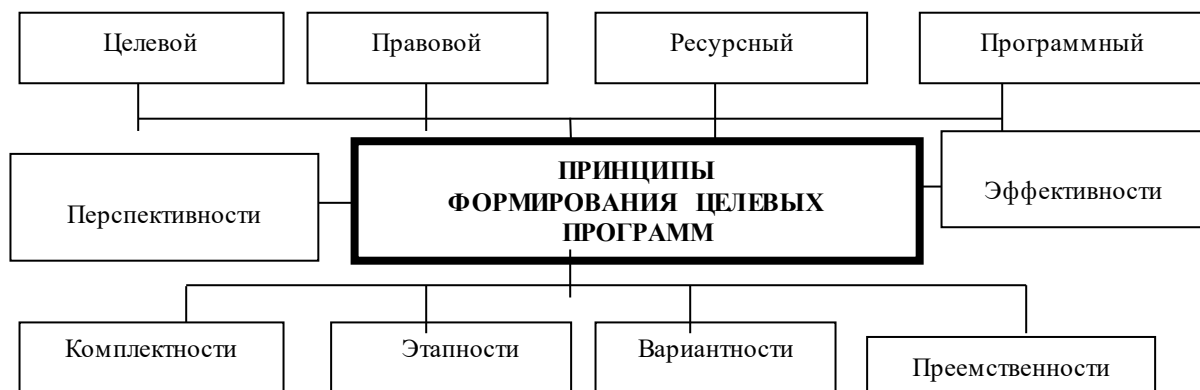 Целевой
Правовой
Ресурсный
Программный
Перспективности
ПРИНЦИПЫ
ФОРМИРОВАНИЯ ЦЕЛЕВЫХ
ПРОГРАММ
Эффективности
Комплектности
Этапности
Вариантности
Преемственности